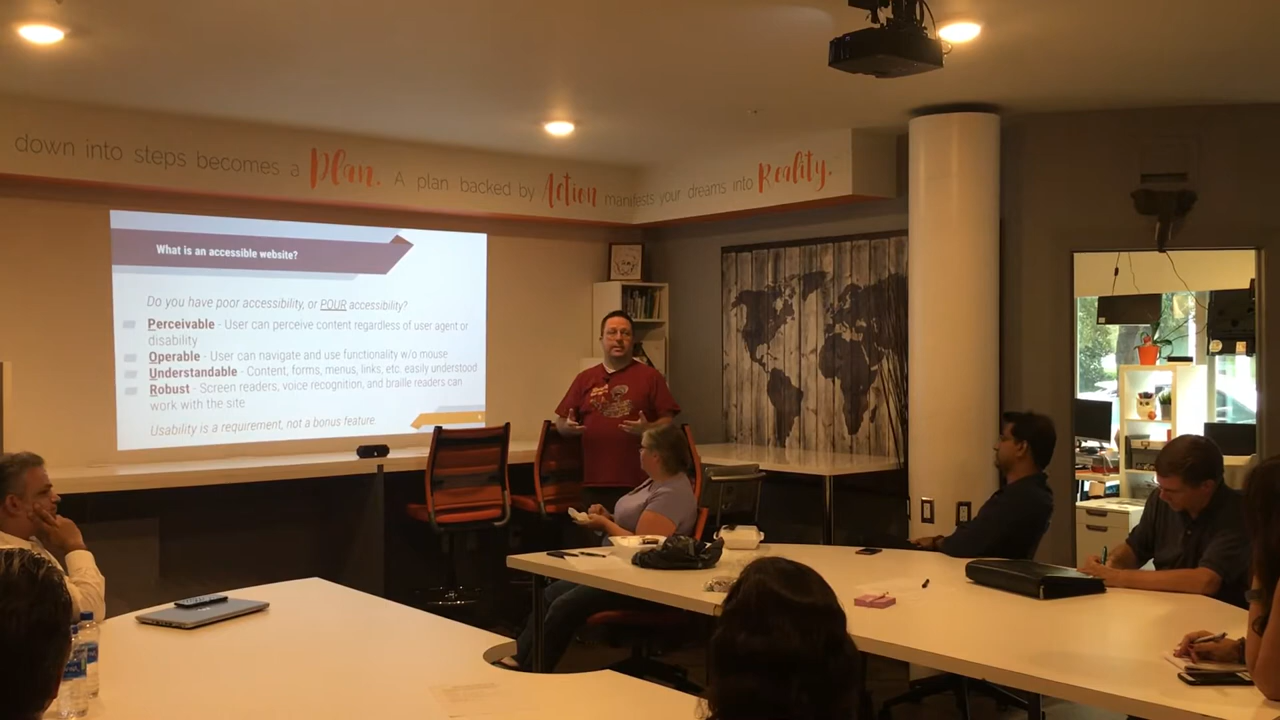 down into steps becomes a Plan. A plan backed by Action manifests your dreams into Reality.
What is an accessible website?
Do you have poor accessibility, or POUR accessibility?
Perceivable - User can perceive content regardless of user agent or
disability
Operable - User can navigate and use functionality w/o mouse
Understandable - Content, forms, menus, links, etc. easily understood
Robust - Screen readers, voice recognition, and braille readers can
work with the site
Usability is a requirement, not a bonus feature.